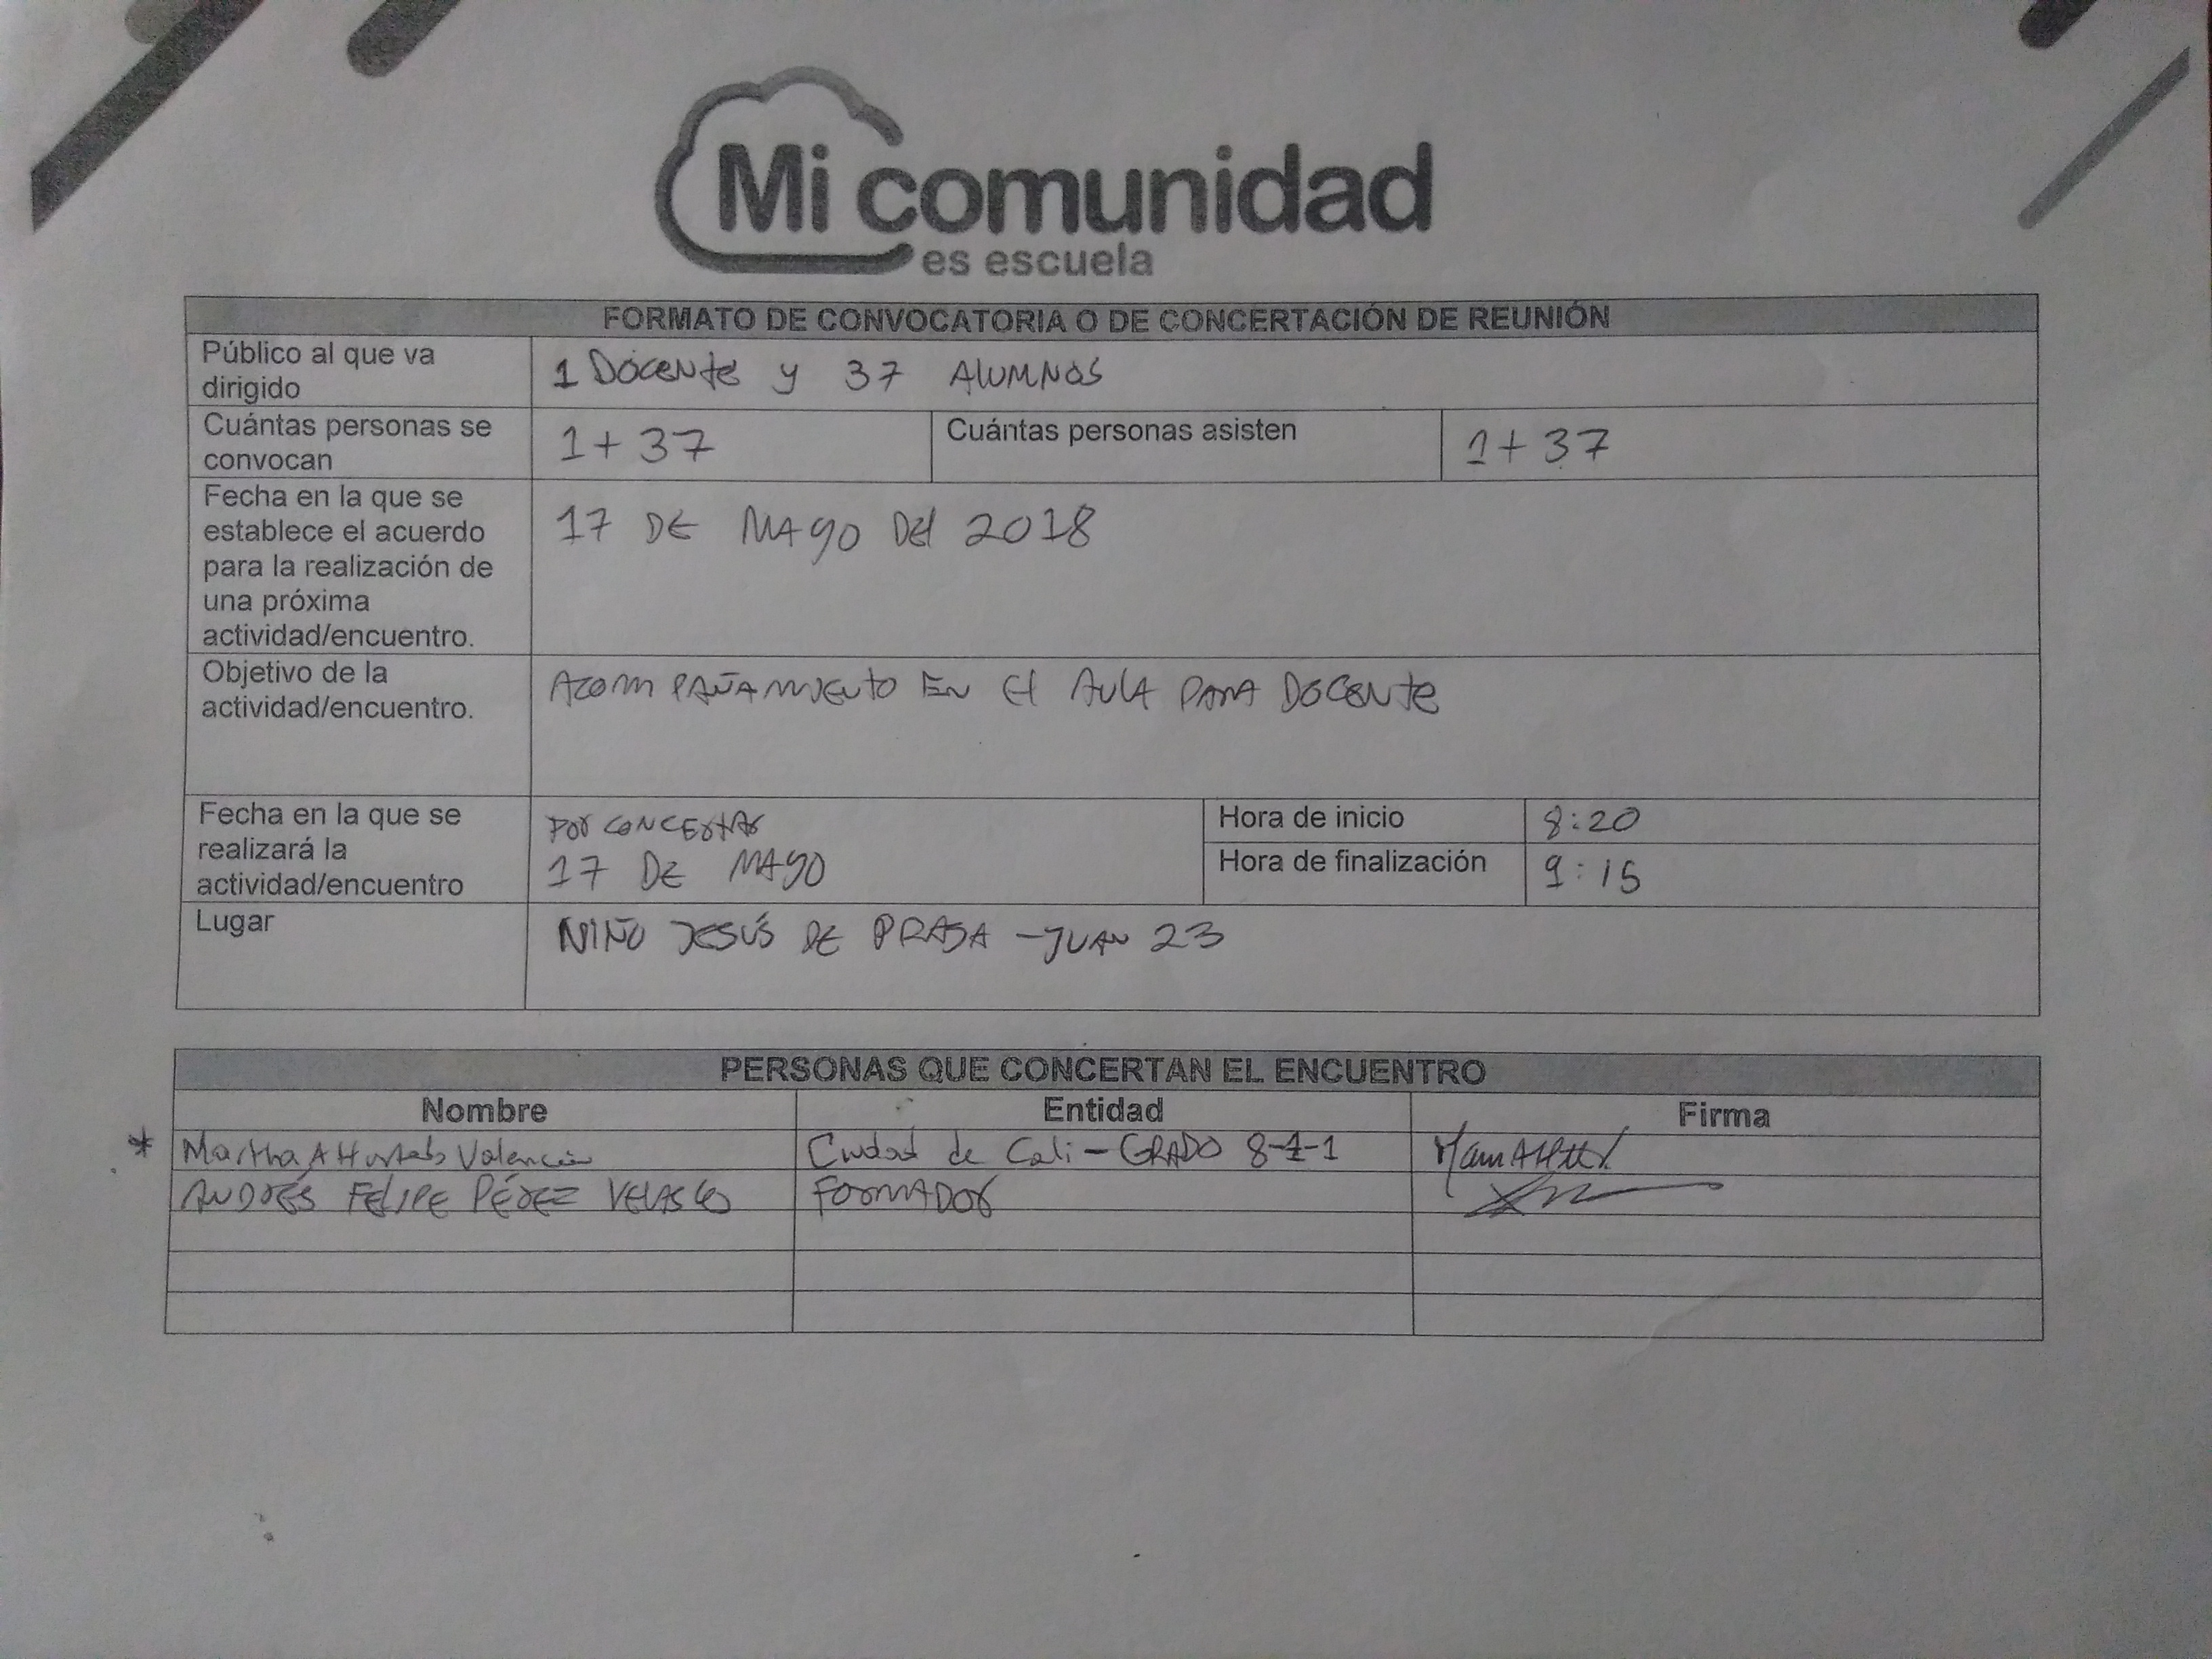 Mi comunidad
es escuela
FORMATO DE CONVOCATORIA O DE CONCERTACIÓN DE REUNIÓN
Público al que va
dirigido
1 DOCENTE y 37 ALUMNOS
Cuántas personas se
convocan
1+37
Cuántas personas asisten
1+37
Fecha en la que se
establece el acuerdo
para la realización de
una próxima
actividad/encuentro.
17 DE MAYO DEL 2018
Objetivo de la
actividad/encuentro.
ACOMPAÑAMIENTO EN El AULA PARA DOCENTE
Fecha en la que se
realizará la
actividad/encuentro
POR CONCERTAR
17 DE MAYO
Hora de inicio
8:20
Hora de finalización
9:15
Lugar
NIÑO JESÚS DE PRAGA - JUAN 23
PERSONAS QUE CONCERTAN EL ENCUENTRO
Nombre Entidad Firma
* Martha A Hurtado Valencia Ciudad de Cali - GRADO 8-1-1
ANDRÉS FELIPE PÉREZ VELASCO FORMADOR